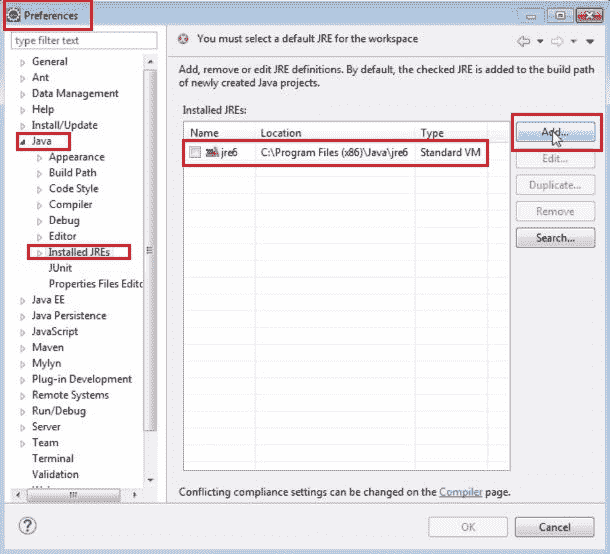 Preferences
type filter text
You must select a default JRE for the workspace
General
Ant
Data Management
Help
Install/Update
Java
Appearance
Build Path
Code Style
Compiler
Debug
Editor
Installed JREs
JUnit
Properties Files Edito
Java EE
Java Persistence
JavaScript
Maven
Mylyn
Plug-in Development
Remote Systems
Run/Debug
Server
Team
Terminal
Validation
Add, remove or edit JRE definitions. By default, the checked JRE is added to the build path
of newly created Java projects.
Installed JREs:
Name Location Type
jre6 C:\Program Files (x86)\Java\jre6 Standard VM
Add...
Edit...
Duplicate...
Remove
Search...
Conflicting compliance settings can be changed on the Compiler page.
?
OK Cancel